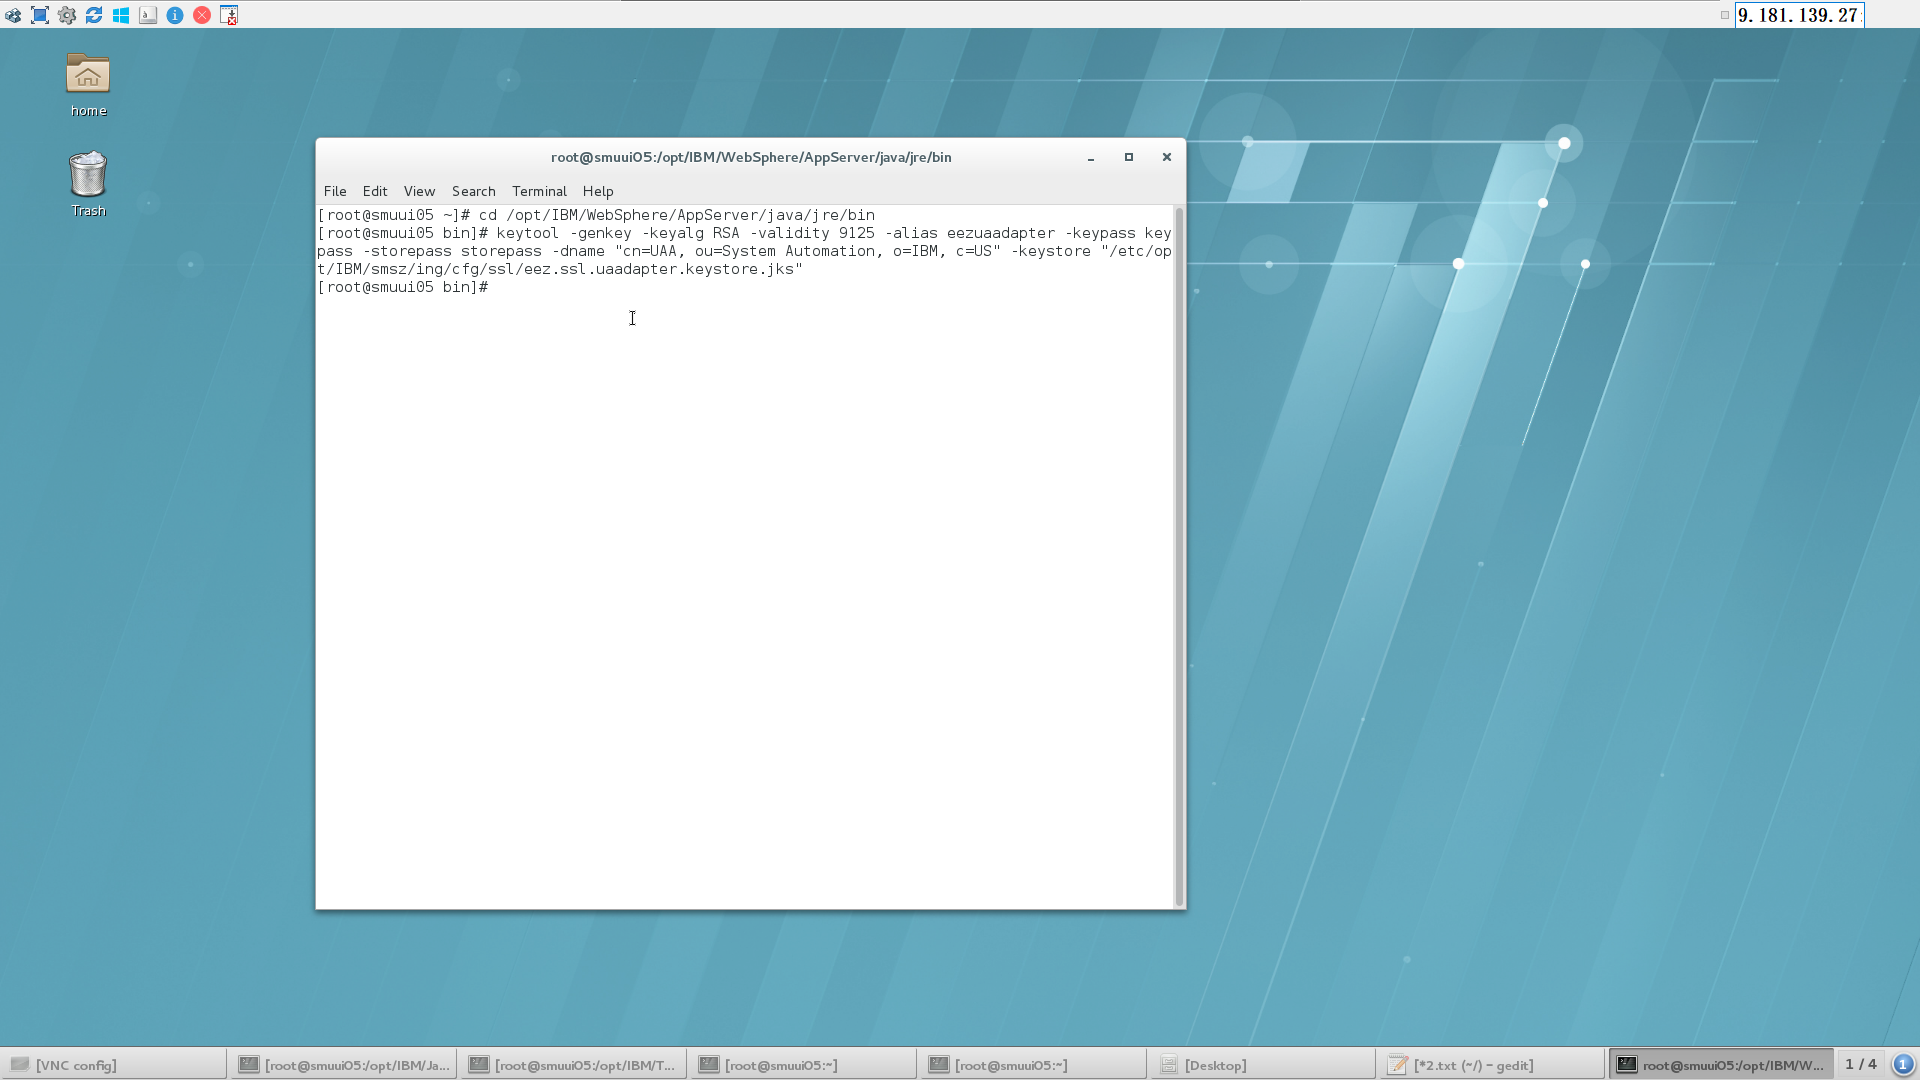 9.181.139.27:
home
Trash
root@smuui05:/opt/IBM/WebSphere/AppServer/java/jre/bin
File Edit View Search Terminal Help
[root@smuui05 ~]# cd /opt/IBM/WebSphere/AppServer/java/jre/bin
[root@smuui05 bin]# keytool -genkey -keyalg RSA -validity 9125 -alias eezuaadapter -keypass key
pass -storepass storepass -dname "cn=UAA, ou=System Automation, o=IBM, c=US" -keystore "/etc/op
t/IBM/smsz/ing/cfg/ssl/eez.ssl.uaadapter.keystore.jks"
[root@smuui05 bin]#
[VNC config] [root@smuui05:/opt/IBM/Ja... [root@smuui05:/opt/IBM/T... [root@smuui05:~] [root@smuui05:~] [Desktop] [*2.txt (~/) – gedit] root@smuui05:/opt/IBM/W... 1 / 4 1